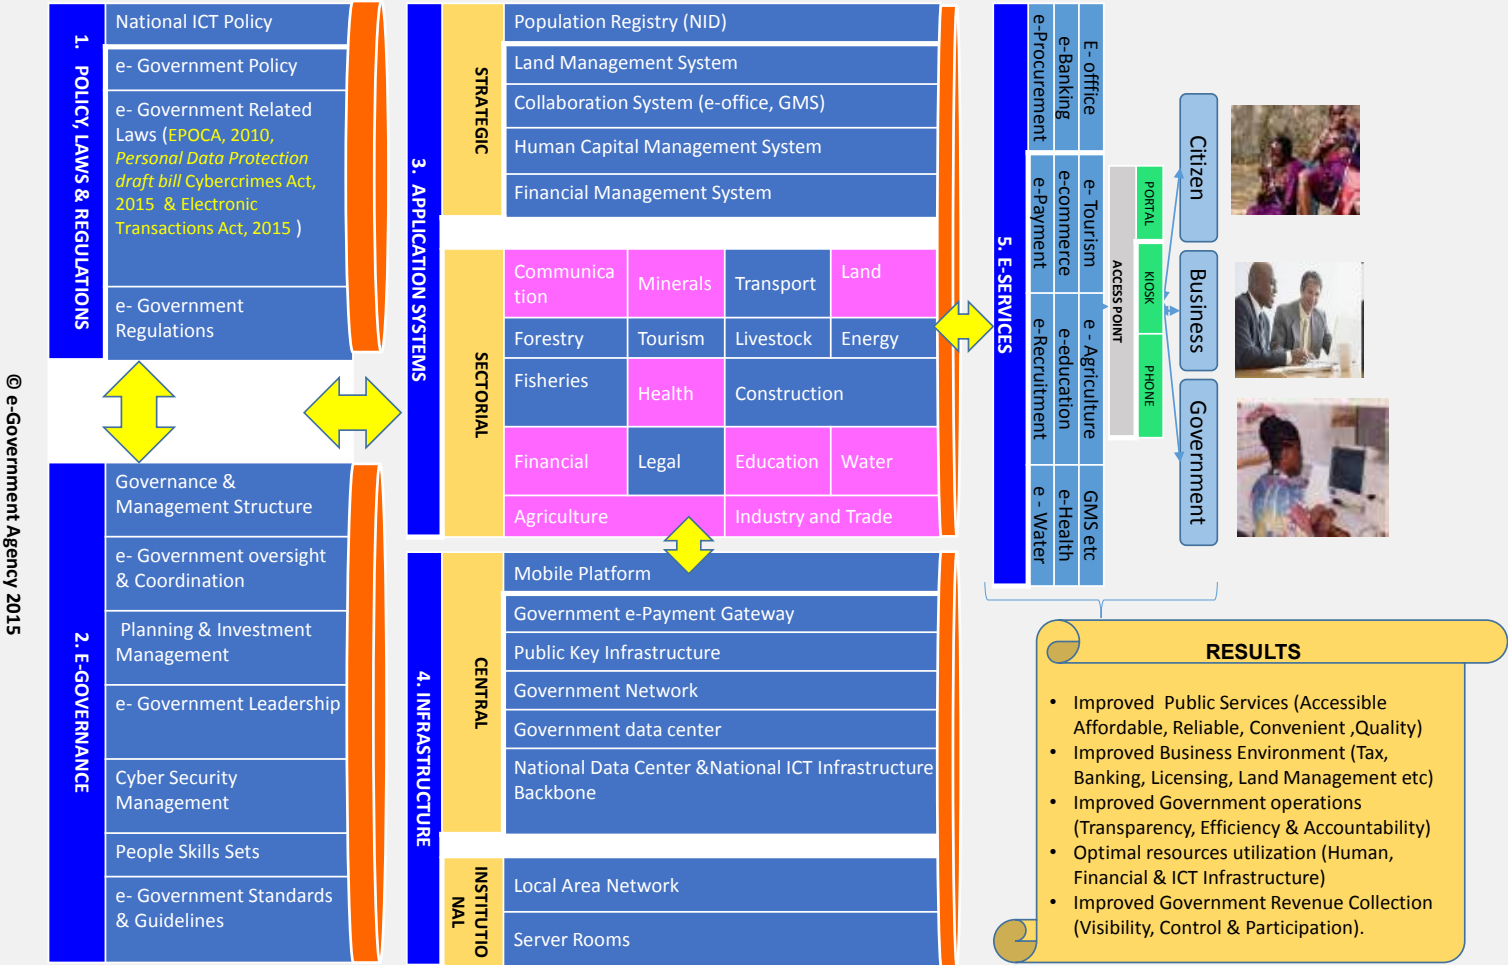 © e-Government Agency 2015
1. POLICY, LAWS & REGULATIONS
National ICT Policy
e- Government Policy
e- Government Related
Laws (EPOCA, 2010,
Personal Data Protection
draft bill Cybercrimes Act,
2015 & Electronic
Transactions Act, 2015 )
e- Government
Regulations
2. E-GOVERNANCE
Governance &
Management Structure
e- Government oversight
& Coordination
Planning & Investment
Management
e- Government Leadership
Cyber Security
Management
People Skills Sets
e- Government Standards
& Guidelines
3. APPLICATION SYSTEMS
STRATEGIC
Population Registry (NID)
Land Management System
Collaboration System (e-office, GMS)
Human Capital Management System
Financial Management System
SECTORIAL
Communica
tion
Minerals
Transport
Land
Forestry
Tourism
Livestock
Energy
Fisheries
Health
Construction
Financial
Legal
Education
Water
Agriculture
Industry and Trade
4. INFRASTRUCTURE
CENTRAL
Mobile Platform
Government e-Payment Gateway
Public Key Infrastructure
Government Network
Government data center
National Data Center &National ICT Infrastructure
Backbone
INSTITUTIO
NAL
Local Area Network
Server Rooms
5. E-SERVICES
E- offfice
e-Banking
e-Procurement
e- Tourism
e-commerce
e-Payment
e - Agriculture
e-education
e-Recruitment
GMS etc
e-Health
e - Water
ACCESS POINT
PORTAL
KIOSK
PHONE
Citizen
Business
Government
RESULTS
• Improved Public Services (Accessible
Affordable, Reliable, Convenient ,Quality)
• Improved Business Environment (Tax,
Banking, Licensing, Land Management etc)
• Improved Government operations
(Transparency, Efficiency & Accountability)
• Optimal resources utilization (Human,
Financial & ICT Infrastructure)
• Improved Government Revenue Collection
(Visibility, Control & Participation).